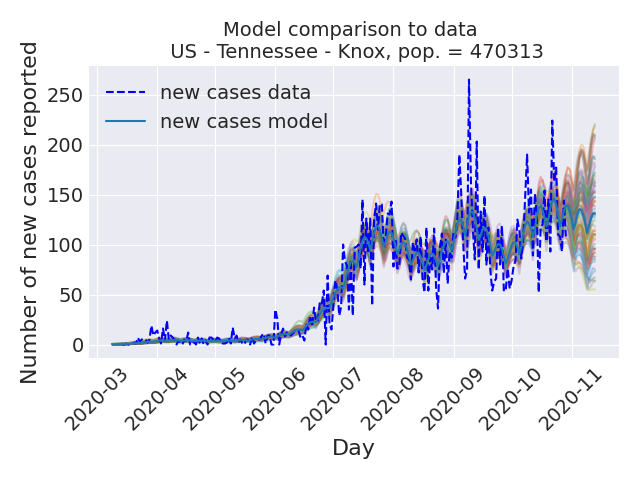 Model comparison to data
US - Tennessee - Knox, pop. = 470313
new cases data
new cases model
Number of new cases reported
250
200
150
100
50
0
2020-03
2020-04
2020-05
2020-06
2020-07
2020-08
2020-09
2020-10
2020-11
Day